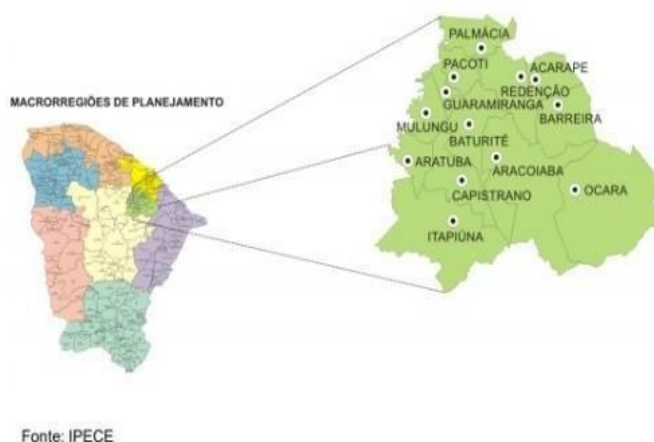 MACRORREGIÕES DE PLANEJAMENTO
PALMÁCIA
PACOTI
ACARAPE
REDENÇÃO
GUARAMIRANGA
BARREIRA
MULUNGU
BATURITÉ
ARATUBA
ARACOIABA
CAPISTRANO
OCARA
ITAPIÚNA
Fonte: IPECE